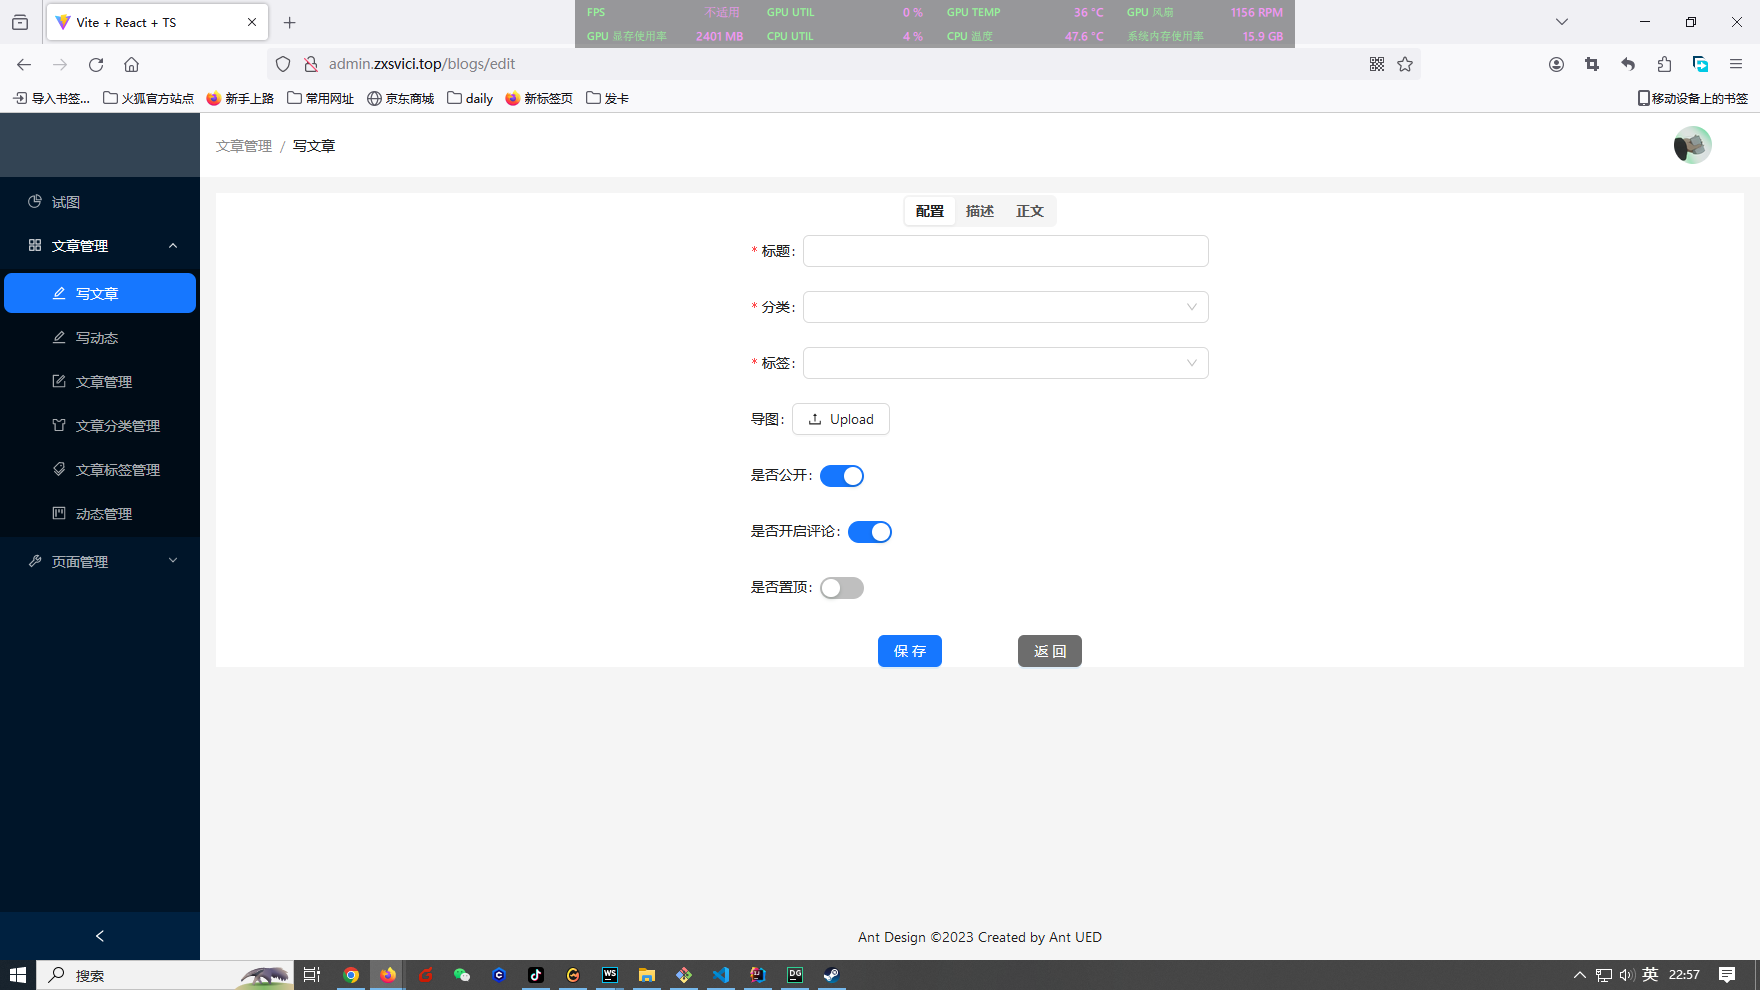 Vite + React + TS
FPS 不适用 GPU UTIL 0 % GPU TEMP 36 °C GPU 风扇 1156 RPM
GPU 显存使用率 2401 MB CPU UTIL 4 % CPU 温度 47.6 °C 系统内存使用率 15.9 GB
admin.zxsvici.top/blogs/edit
导入书签... 火狐官方站点 新手上路 常用网址 京东商城 daily 新标签页 发卡 移动设备上的书签
文章管理 / 写文章
试图
文章管理
写文章
写动态
文章管理
文章分类管理
文章标签管理
动态管理
页面管理
配置 描述 正文
* 标题:
* 分类:
* 标签:
导图: Upload
是否公开:
是否开启评论:
是否置顶:
保 存 返 回
Ant Design ©2023 Created by Ant UED
搜索 WS DG 英 22:57